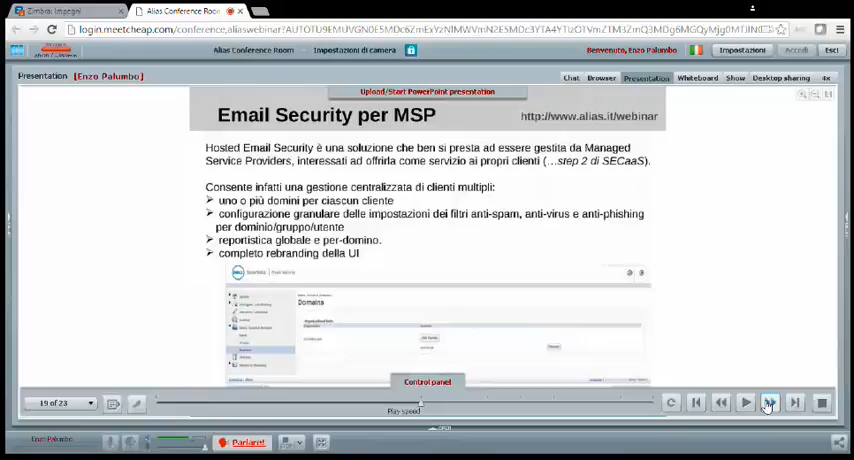 Zimbra: Impegni
Alias Conference Room
Alias Conference Room
Impostazioni di camera
Benvenuto, Enzo Palumbo
Impostazioni
Accedi
Esci
Presentation [Enzo Palumbo]
Chat
Browser
Presentation
Whiteboard
Show
Desktop sharing
4x
Upload/Start PowerPoint presentation
Email Security per MSP
http://www.alias.it/webinar
Hosted Email Security è una soluzione che ben si presta ad essere gestita da Managed
Service Providers, interessati ad offrirla come servizio ai propri clienti (…step 2 di SECaaS).
Consente infatti una gestione centralizzata di clienti multipli:
uno o più domini per ciascun cliente
configurazione granulare delle impostazioni dei filtri anti-spam, anti-virus e anti-phishing
per dominio/gruppo/utente
reportistica globale e per-domino.
completo rebranding della UI
Domains
Control panel
19 of 23
Play speed
OPEN
Enzo Palumbo
Parlare!